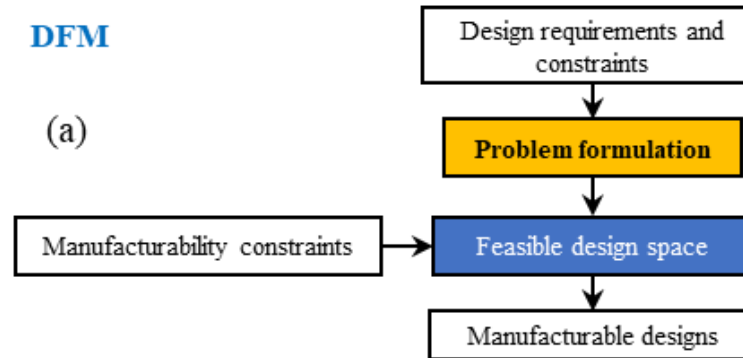 DFM
Design requirements and
constraints
(a)
Problem formulation
Manufacturability constraints
Feasible design space
Manufacturable designs